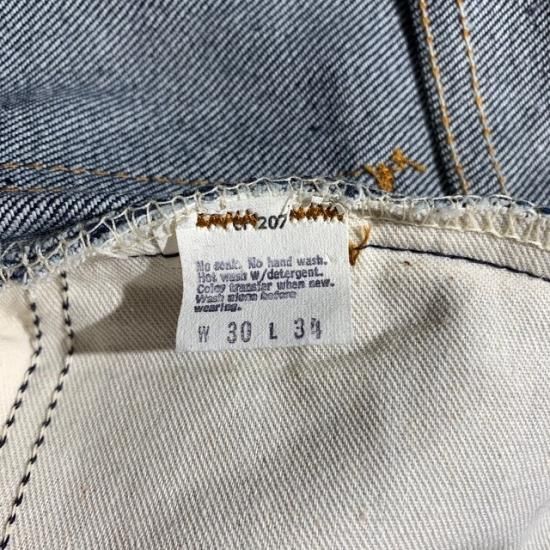 207
No soak. No hand wash.
Hot wash W/detergent.
Color transfer when new.
Wash alone before
wearing.
W 30 L 34